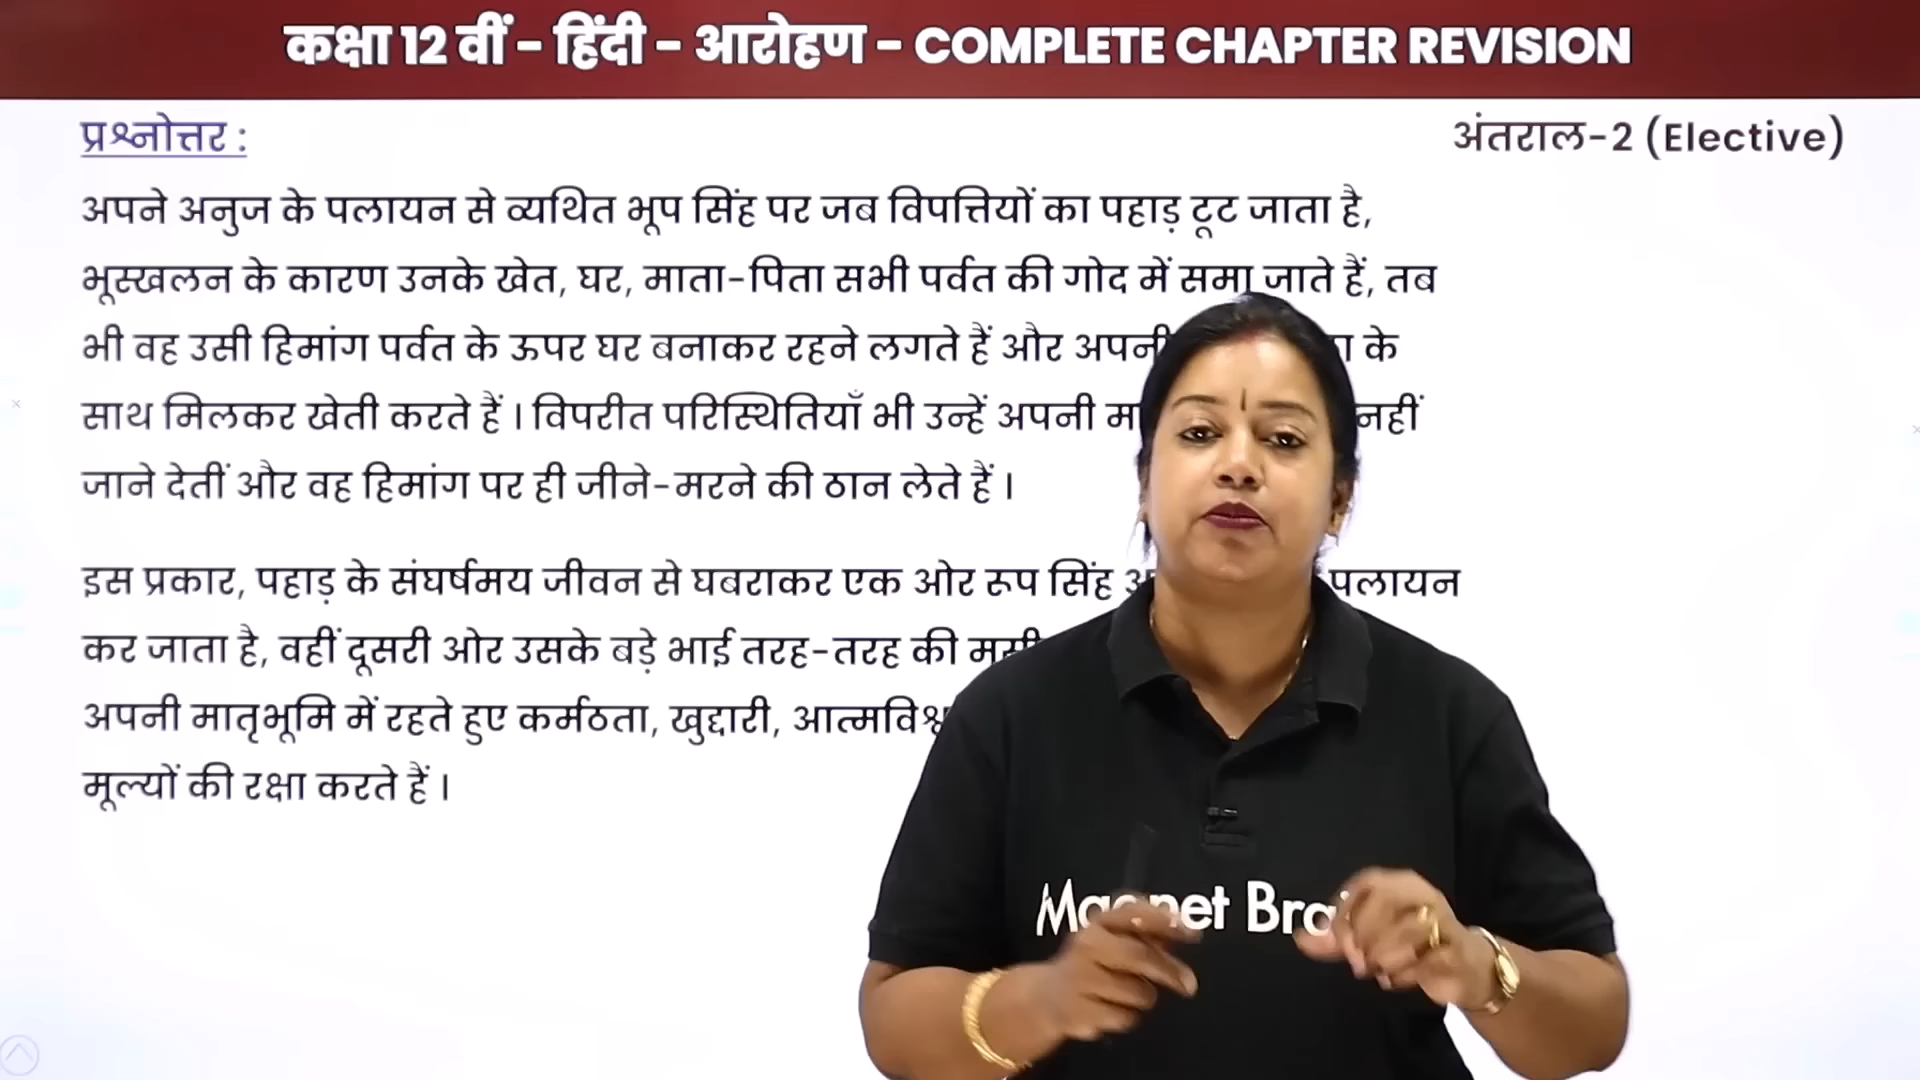 कक्षा 12 वीं - हिंदी - आरोहण - COMPLETE CHAPTER REVISION
प्रश्नोत्तर :
अंतराल-2 (Elective)
अपने अनुज के पलायन से व्यथित भूप सिंह पर जब विपत्तियों का पहाड़ टूट जाता है,
भूस्खलन के कारण उनके खेत, घर, माता-पिता सभी पर्वत की गोद में समा जाते हैं, तब
भी वह उसी हिमांग पर्वत के ऊपर घर बनाकर रहने लगते हैं और अपनी के
साथ मिलकर खेती करते हैं । विपरीत परिस्थितियाँ भी उन्हें अपनी नहीं
जाने देतीं और वह हिमांग पर ही जीने-मरने की ठान लेते हैं ।
इस प्रकार, पहाड़ के संघर्षमय जीवन से घबराकर एक ओर रूप सिंह पलायन
कर जाता है, वहीं दूसरी ओर उसके बड़े भाई तरह-तरह की
अपनी मातृभूमि में रहते हुए कर्मठता, खुद्दारी,
मूल्यों की रक्षा करते हैं ।